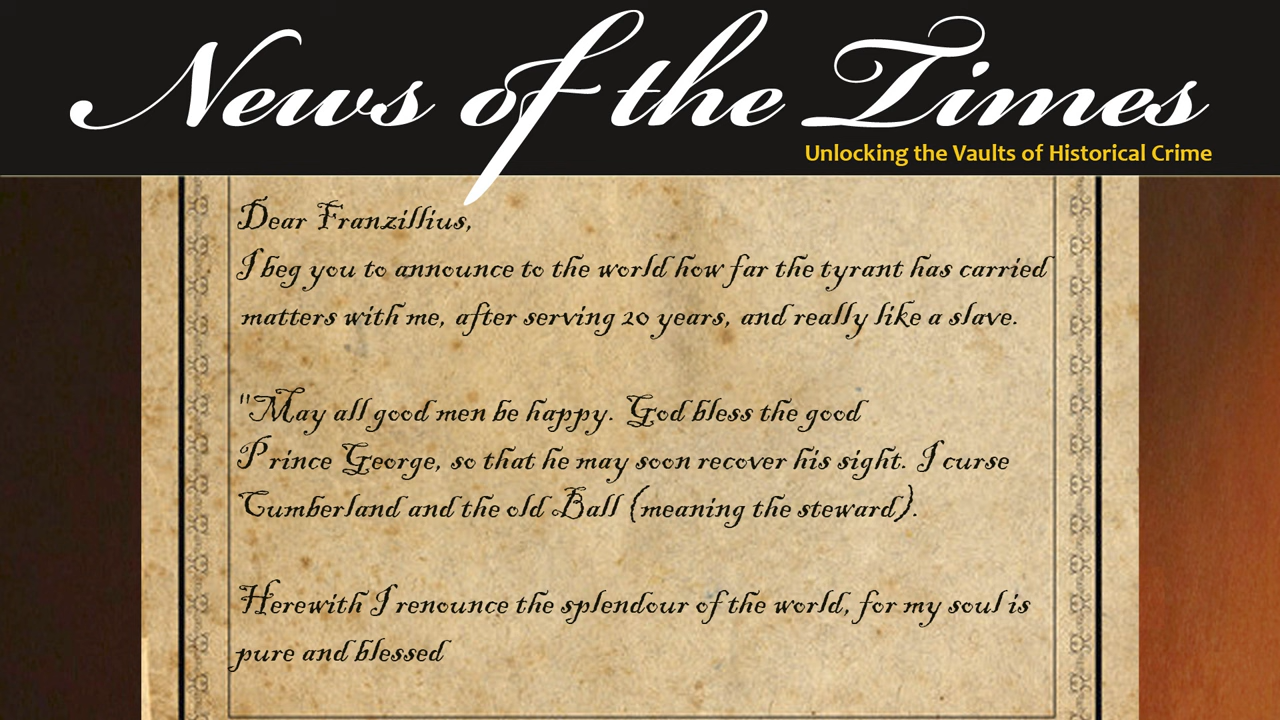 News of the Times
Unlocking the Vaults of Historical Crime
Dear Franzillius,
I beg you to announce to the world how far the tyrant has carried
matters with me, after serving 20 years, and really like a slave.
"May all good men be happy. God bless the good
Prince George, so that he may soon recover his sight. I curse
Cumberland and the old Ball (meaning the steward).
Herewith I renounce the splendour of the world, for my soul is
pure and blessed